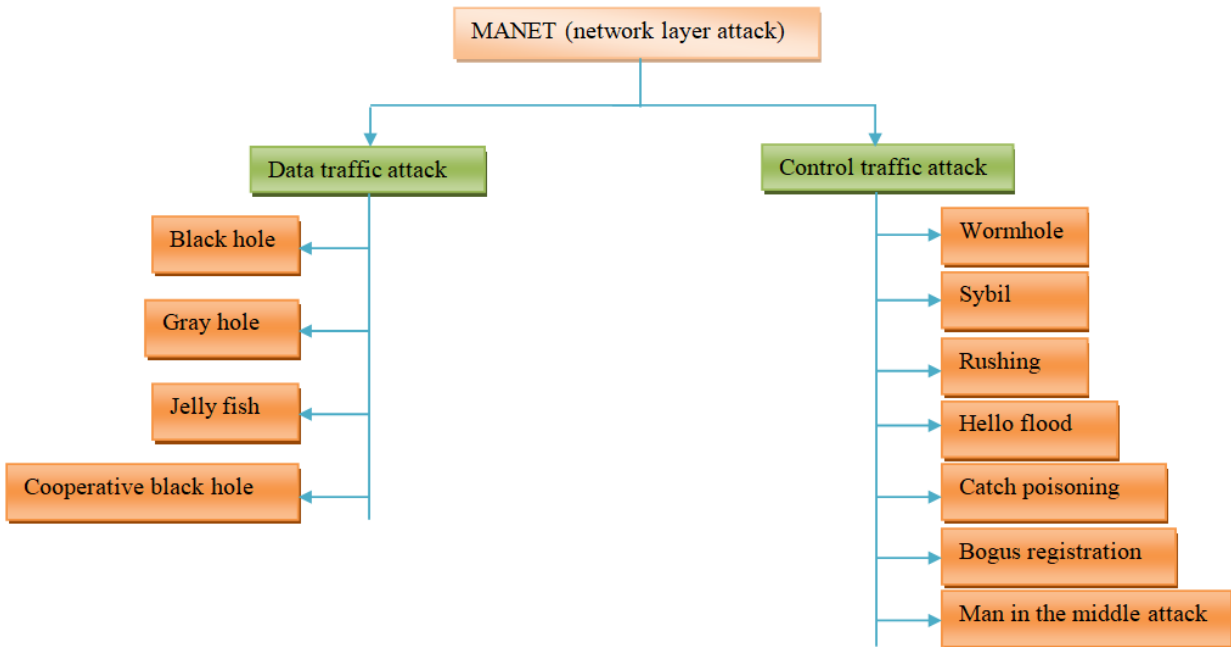 MANET (network layer attack)
Data traffic attack
Control traffic attack
Black hole
Gray hole
Jelly fish
Cooperative black hole
Wormhole
Sybil
Rushing
Hello flood
Catch poisoning
Bogus registration
Man in the middle attack